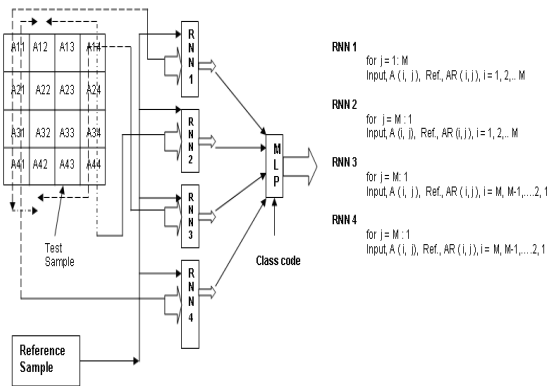 A11 A12 A13 A14
A21 A22 A23 A24
A31 A32 A33 A34
A41 A42 A43 A44
Test
Sample
Reference
Sample
R
N
N
1
R
N
N
2
R
N
N
3
R
N
N
4
M
L
P
Class code
RNN 1
for j = 1: M
Input, A ( i, j ), Ref., AR ( i, j ), i = 1, 2,.. M
RNN 2
for j = M : 1
Input, A (i, j), Ref., AR (i, j), i = 1, 2,.. M
RNN 3
for j = M: 1
Input, A ( i, j ), Ref., AR ( i, j ), i = M, M-1,....2, 1
RNN 4
for j = M : 1
Input, A ( i, j), Ref., AR ( i, j ), i = M, M-1,....2, 1